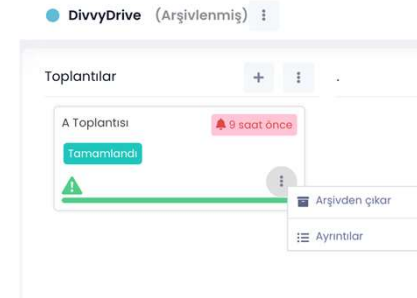 DivvyDrive (Arşivlenmiş)
Toplantılar
A Toplantısı
9 saat önce
Tamamlandı
Arşivden çıkar
Ayrıntılar